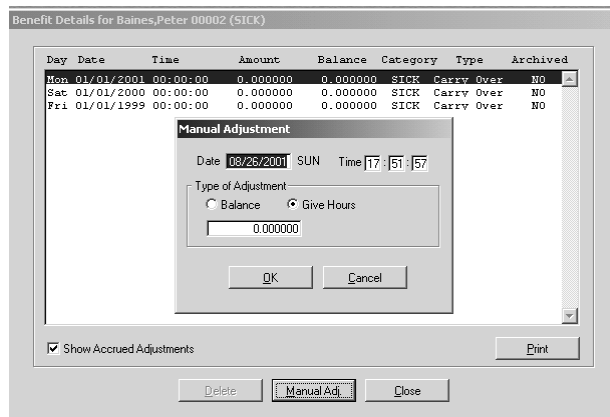 Benefit Details for Baines,Peter 00002 (SICK)
Day Date Time Amount Balance Category Type Archived
Mon 01/01/2001 00:00:00 0.000000 0.000000 SICK Carry Over NO
Sat 01/01/2000 00:00:00 0.000000 0.000000 SICK Carry Over NO
Fri 01/01/1999 00:00:00 0.000000 0.000000 SICK Carry Over NO
Manual Adjustment
Date 08/26/2001 SUN Time 17 : 51 : 57
Type of Adjustment
Balance Give Hours
0.000000
OK Cancel
Show Accrued Adjustments Print
Delete Manual Adj. Close